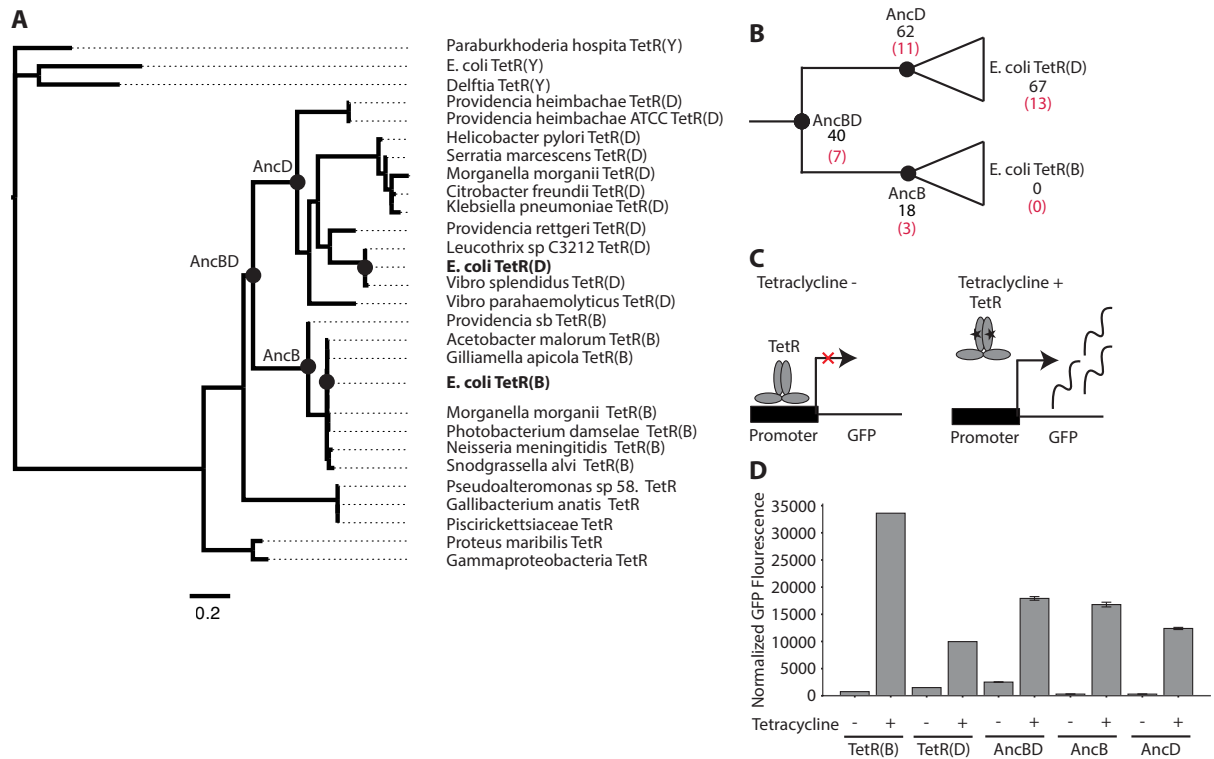 A
Paraburkhoderia hospita TetR(Y)
E. coli TetR(Y)
Delftia TetR(Y)
Providencia heimbachae TetR(D)
Providencia heimbachae ATCC TetR(D)
Helicobacter pylori TetR(D)
Serratia marcescens TetR(D)
Morganella morganii TetR(D)
Citrobacter freundii TetR(D)
Klebsiella pneumoniae TetR(D)
Providencia rettgeri TetR(D)
Leucothrix sp C3212 TetR(D)
E. coli TetR(D)
Vibro splendidus TetR(D)
Vibro parahaemolyticus TetR(D)
Providencia sb TetR(B)
Acetobacter malorum TetR(B)
Gilliamella apicola TetR(B)
E. coli TetR(B)
Morganella morganii TetR(B)
Photobacterium damselae TetR(B)
Neisseria meningitidis TetR(B)
Snodgrassella alvi TetR(B)
Pseudoalteromonas sp 58. TetR
Gallibacterium anatis TetR
Piscirickettsiaceae TetR
Proteus maribilis TetR
Gammaproteobacteria TetR
AncD
AncBD
AncB
0.2
B
AncD
62
(11)
E. coli TetR(D)
67
(13)
AncBD
40
(7)
E. coli TetR(B)
0
(0)
AncB
18
(3)
C
Tetraclycline -
TetR
Promoter GFP
Tetraclycline +
TetR
Promoter GFP
D
Normalized GFP Flourescence
35000
30000
25000
20000
15000
10000
5000
0
Tetracycline - + - + - + - + - +
TetR(B) TetR(D) AncBD AncB AncD